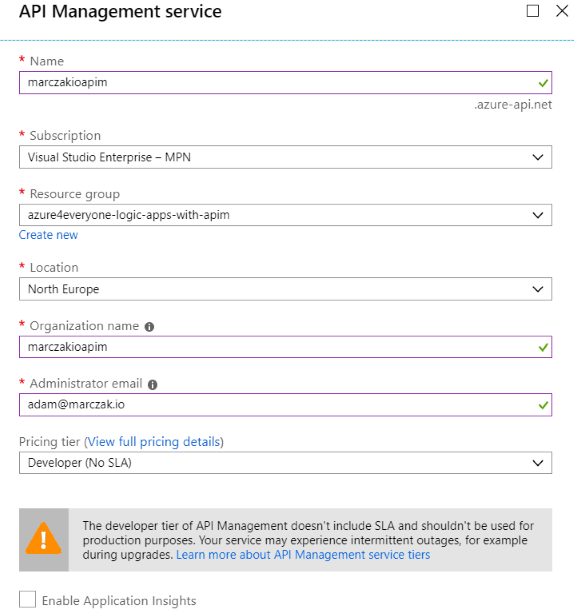 API Management service
* Name
marczakioapim
.azure-api.net
* Subscription
Visual Studio Enterprise – MPN
* Resource group
azure4everyone-logic-apps-with-apim
Create new
* Location
North Europe
* Organization name
marczakioapim
* Administrator email
adam@marczak.io
Pricing tier (View full pricing details)
Developer (No SLA)
The developer tier of API Management doesn't include SLA and shouldn't be used for
production purposes. Your service may experience intermittent outages, for example
during upgrades. Learn more about API Management service tiers
Enable Application Insights